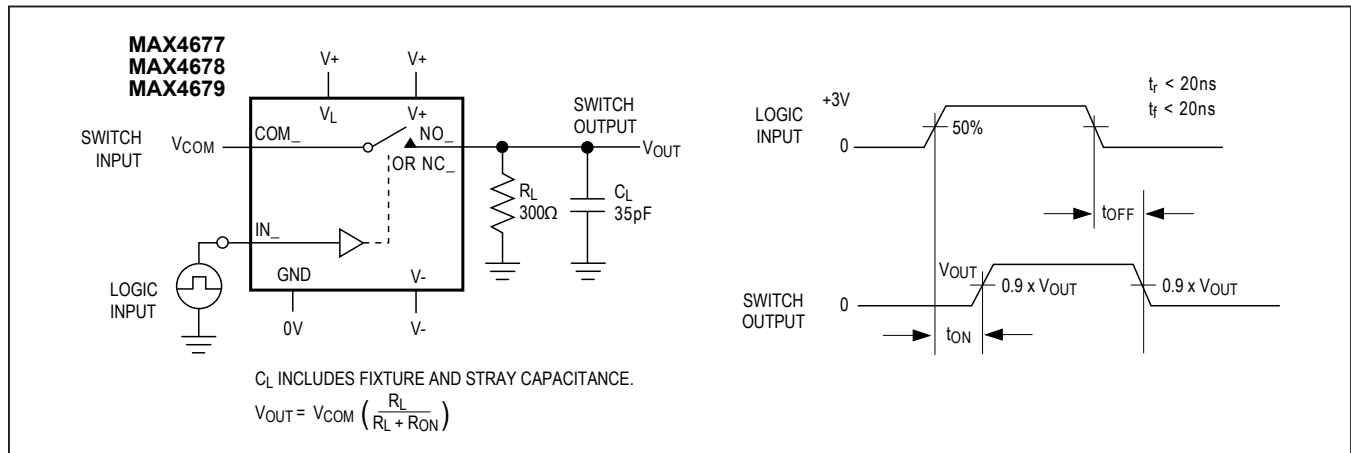 MAX4677
MAX4678
MAX4679
V+ V+
VL V+
SWITCH
INPUT
VCOM
COM_
NO_
OR NC_
SWITCH
OUTPUT
VOUT
RL
300Ω
CL
35pF
IN_
GND
V-
LOGIC
INPUT
0V
V-
CL INCLUDES FIXTURE AND STRAY CAPACITANCE.
VOUT = VCOM (RL / RL + RON)
LOGIC
INPUT
+3V
0
50%
tr < 20ns
tf < 20ns
tOFF
SWITCH
OUTPUT
VOUT
0
0.9 x VOUT
0.9 x VOUT
tON